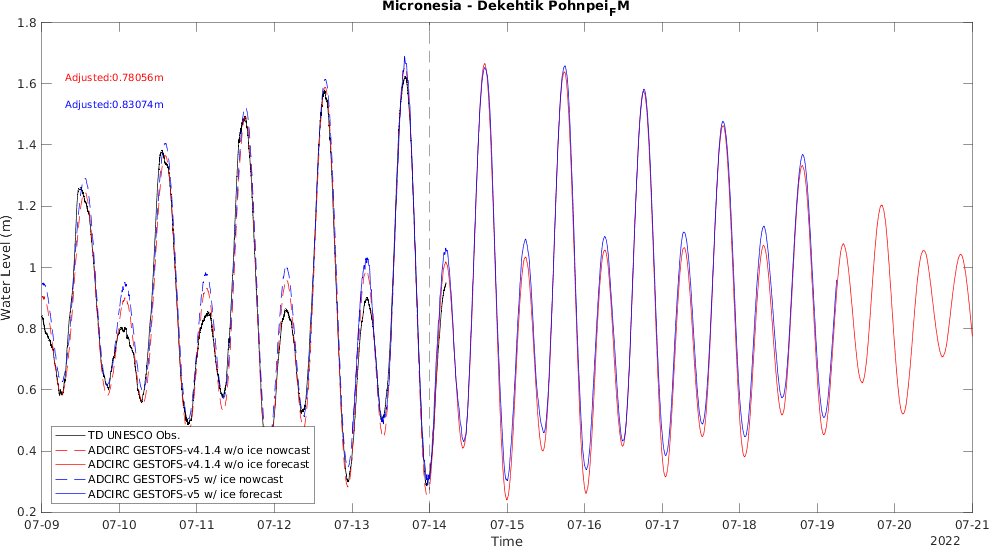 Micronesia - Dekehtik Pohnpei_FM
1.8
1.6
1.4
1.2
1
0.8
0.6
0.4
0.2
Water Level (m)
Adjusted:0.78056m
Adjusted:0.83074m
TD UNESCO Obs.
ADCIRC GESTOFS-v4.1.4 w/o ice nowcast
ADCIRC GESTOFS-v4.1.4 w/o ice forecast
ADCIRC GESTOFS-v5 w/ ice nowcast
ADCIRC GESTOFS-v5 w/ ice forecast
07-09 07-10 07-11 07-12 07-13 07-14 07-15 07-16 07-17 07-18 07-19 07-20 07-21
Time
2022